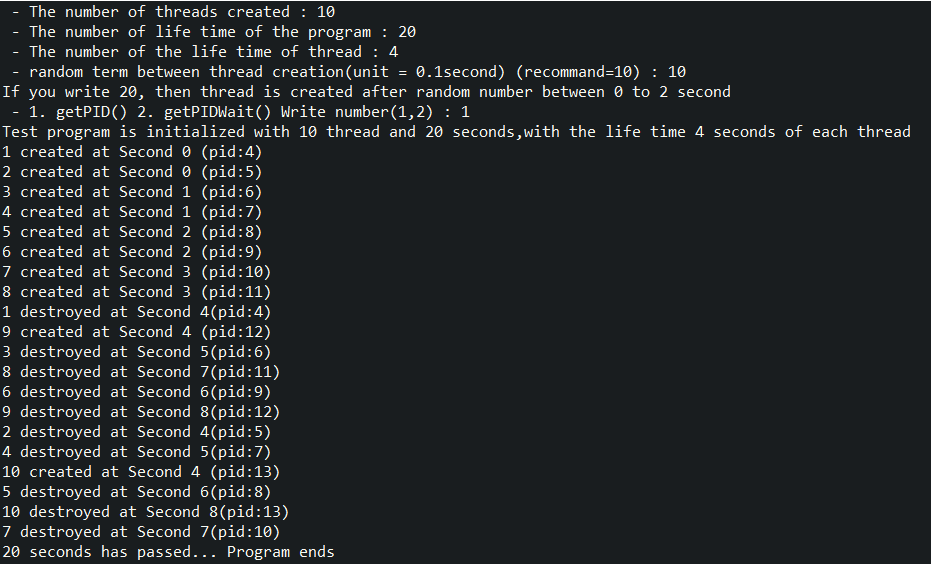 - The number of threads created : 10
- The number of life time of the program : 20
- The number of the life time of thread : 4
- random term between thread creation(unit = 0.1second) (recommand=10) : 10
If you write 20, then thread is created after random number between 0 to 2 second
- 1. getPID() 2. getPIDWait() Write number(1,2) : 1
Test program is initialized with 10 thread and 20 seconds,with the life time 4 seconds of each thread
1 created at Second 0 (pid:4)
2 created at Second 0 (pid:5)
3 created at Second 1 (pid:6)
4 created at Second 1 (pid:7)
5 created at Second 2 (pid:8)
6 created at Second 2 (pid:9)
7 created at Second 3 (pid:10)
8 created at Second 3 (pid:11)
1 destroyed at Second 4(pid:4)
9 created at Second 4 (pid:12)
3 destroyed at Second 5(pid:6)
8 destroyed at Second 7(pid:11)
6 destroyed at Second 6(pid:9)
9 destroyed at Second 8(pid:12)
2 destroyed at Second 4(pid:5)
4 destroyed at Second 5(pid:7)
10 created at Second 4 (pid:13)
5 destroyed at Second 6(pid:8)
10 destroyed at Second 8(pid:13)
7 destroyed at Second 7(pid:10)
20 seconds has passed... Program ends